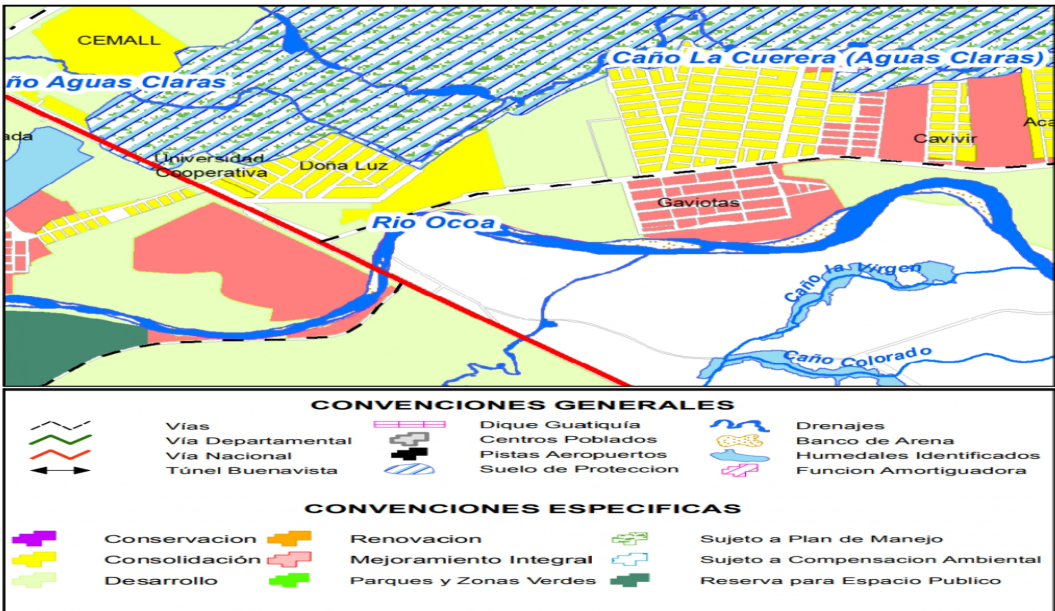 CEMALL
Caño La Cuerera (Aguas Claras)
ño Aguas Claras
ada
Aca
Cavivir
Universidad
Cooperativa
Doña Luz
Gaviotas
Rio Ocoa
Caño la Virgen
Caño Colorado
CONVENCIONES GENERALES
Vías Dique Guatiquía Drenajes
Vía Departamental Centros Poblados Banco de Arena
Vía Nacional Pistas Aeropuertos Humedales Identificados
Túnel Buenavista Suelo de Proteccion Funcion Amortiguadora
CONVENCIONES ESPECIFICAS
Conservacion Renovacion Sujeto a Plan de Manejo
Consolidación Mejoramiento Integral Sujeto a Compensacion Ambiental
Desarrollo Parques y Zonas Verdes Reserva para Espacio Publico